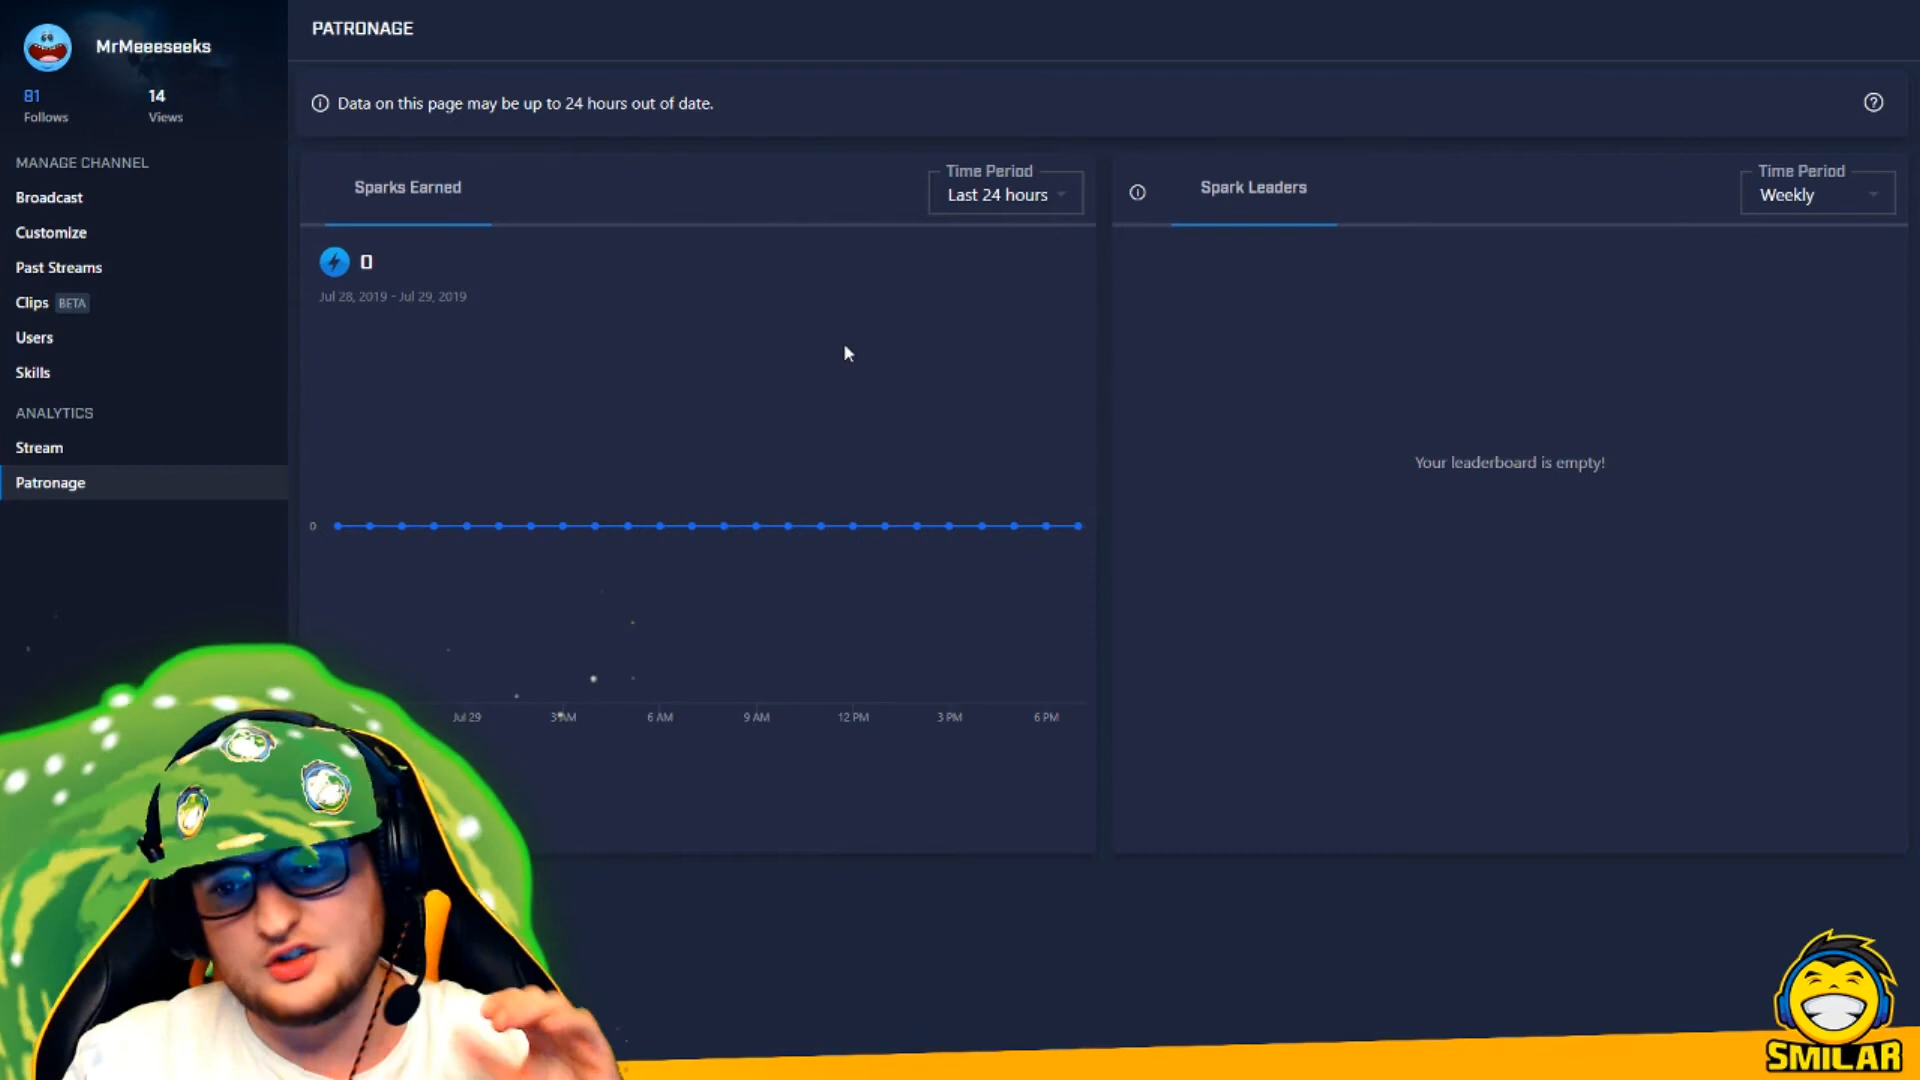 MrMeeeseeks
81
Follows
14
Views
MANAGE CHANNEL
Broadcast
Customize
Past Streams
Clips BETA
Users
Skills
ANALYTICS
Stream
Patronage
PATRONAGE
Data on this page may be up to 24 hours out of date.
Sparks Earned
Time Period
Last 24 hours
0
Jul 28, 2019 - Jul 29, 2019
0
Jul 29
3 AM
6 AM
9 AM
12 PM
3 PM
6 PM
Spark Leaders
Time Period
Weekly
Your leaderboard is empty!
SMILAR